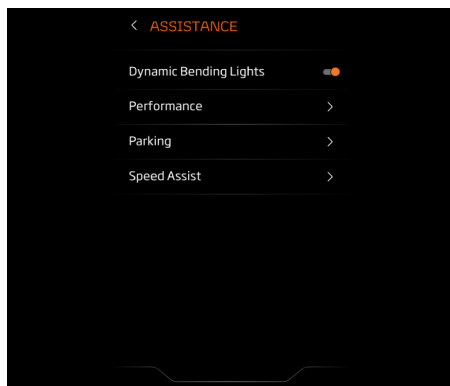 ASSISTANCE
Dynamic Bending Lights
Performance
Parking
Speed Assist